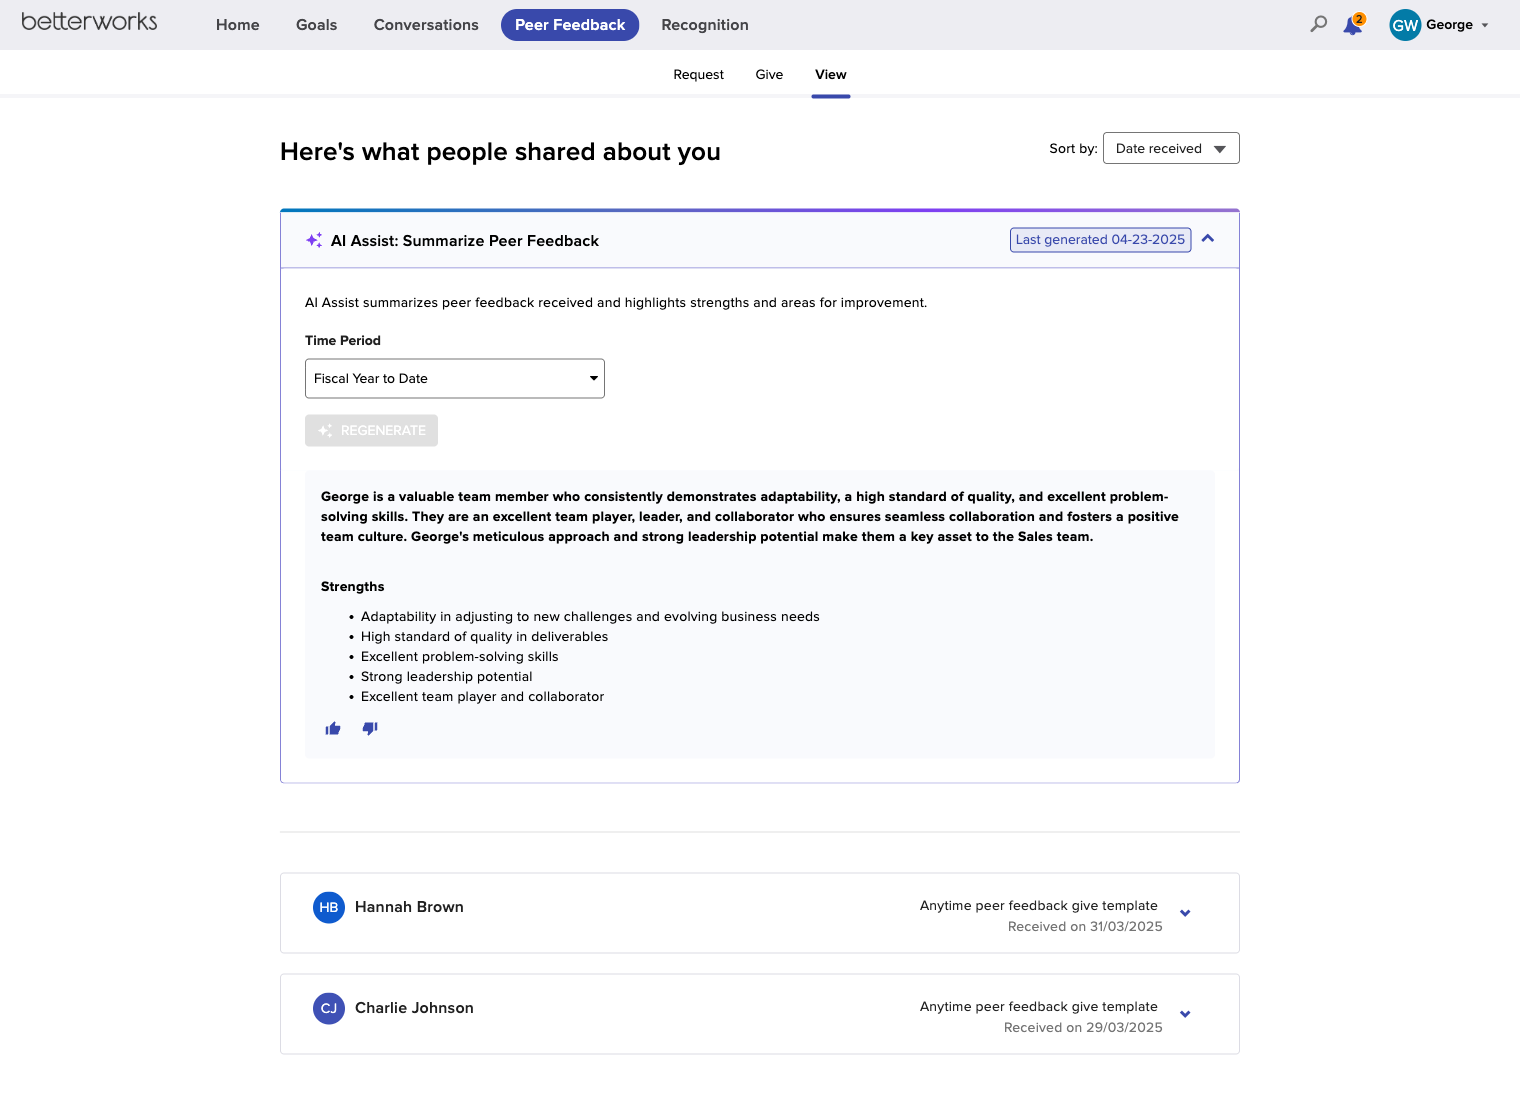 betterworks
Home Goals Conversations Peer Feedback Recognition
2
GW George
Request Give View
Here's what people shared about you
Sort by: Date received
AI Assist: Summarize Peer Feedback
Last generated 04-23-2025
AI Assist summarizes peer feedback received and highlights strengths and areas for improvement.
Time Period
Fiscal Year to Date
REGENERATE
George is a valuable team member who consistently demonstrates adaptability, a high standard of quality, and excellent problem-
solving skills. They are an excellent team player, leader, and collaborator who ensures seamless collaboration and fosters a positive
team culture. George's meticulous approach and strong leadership potential make them a key asset to the Sales team.
Strengths
• Adaptability in adjusting to new challenges and evolving business needs
• High standard of quality in deliverables
• Excellent problem-solving skills
• Strong leadership potential
• Excellent team player and collaborator
HB Hannah Brown
Anytime peer feedback give template
Received on 31/03/2025
CJ Charlie Johnson
Anytime peer feedback give template
Received on 29/03/2025